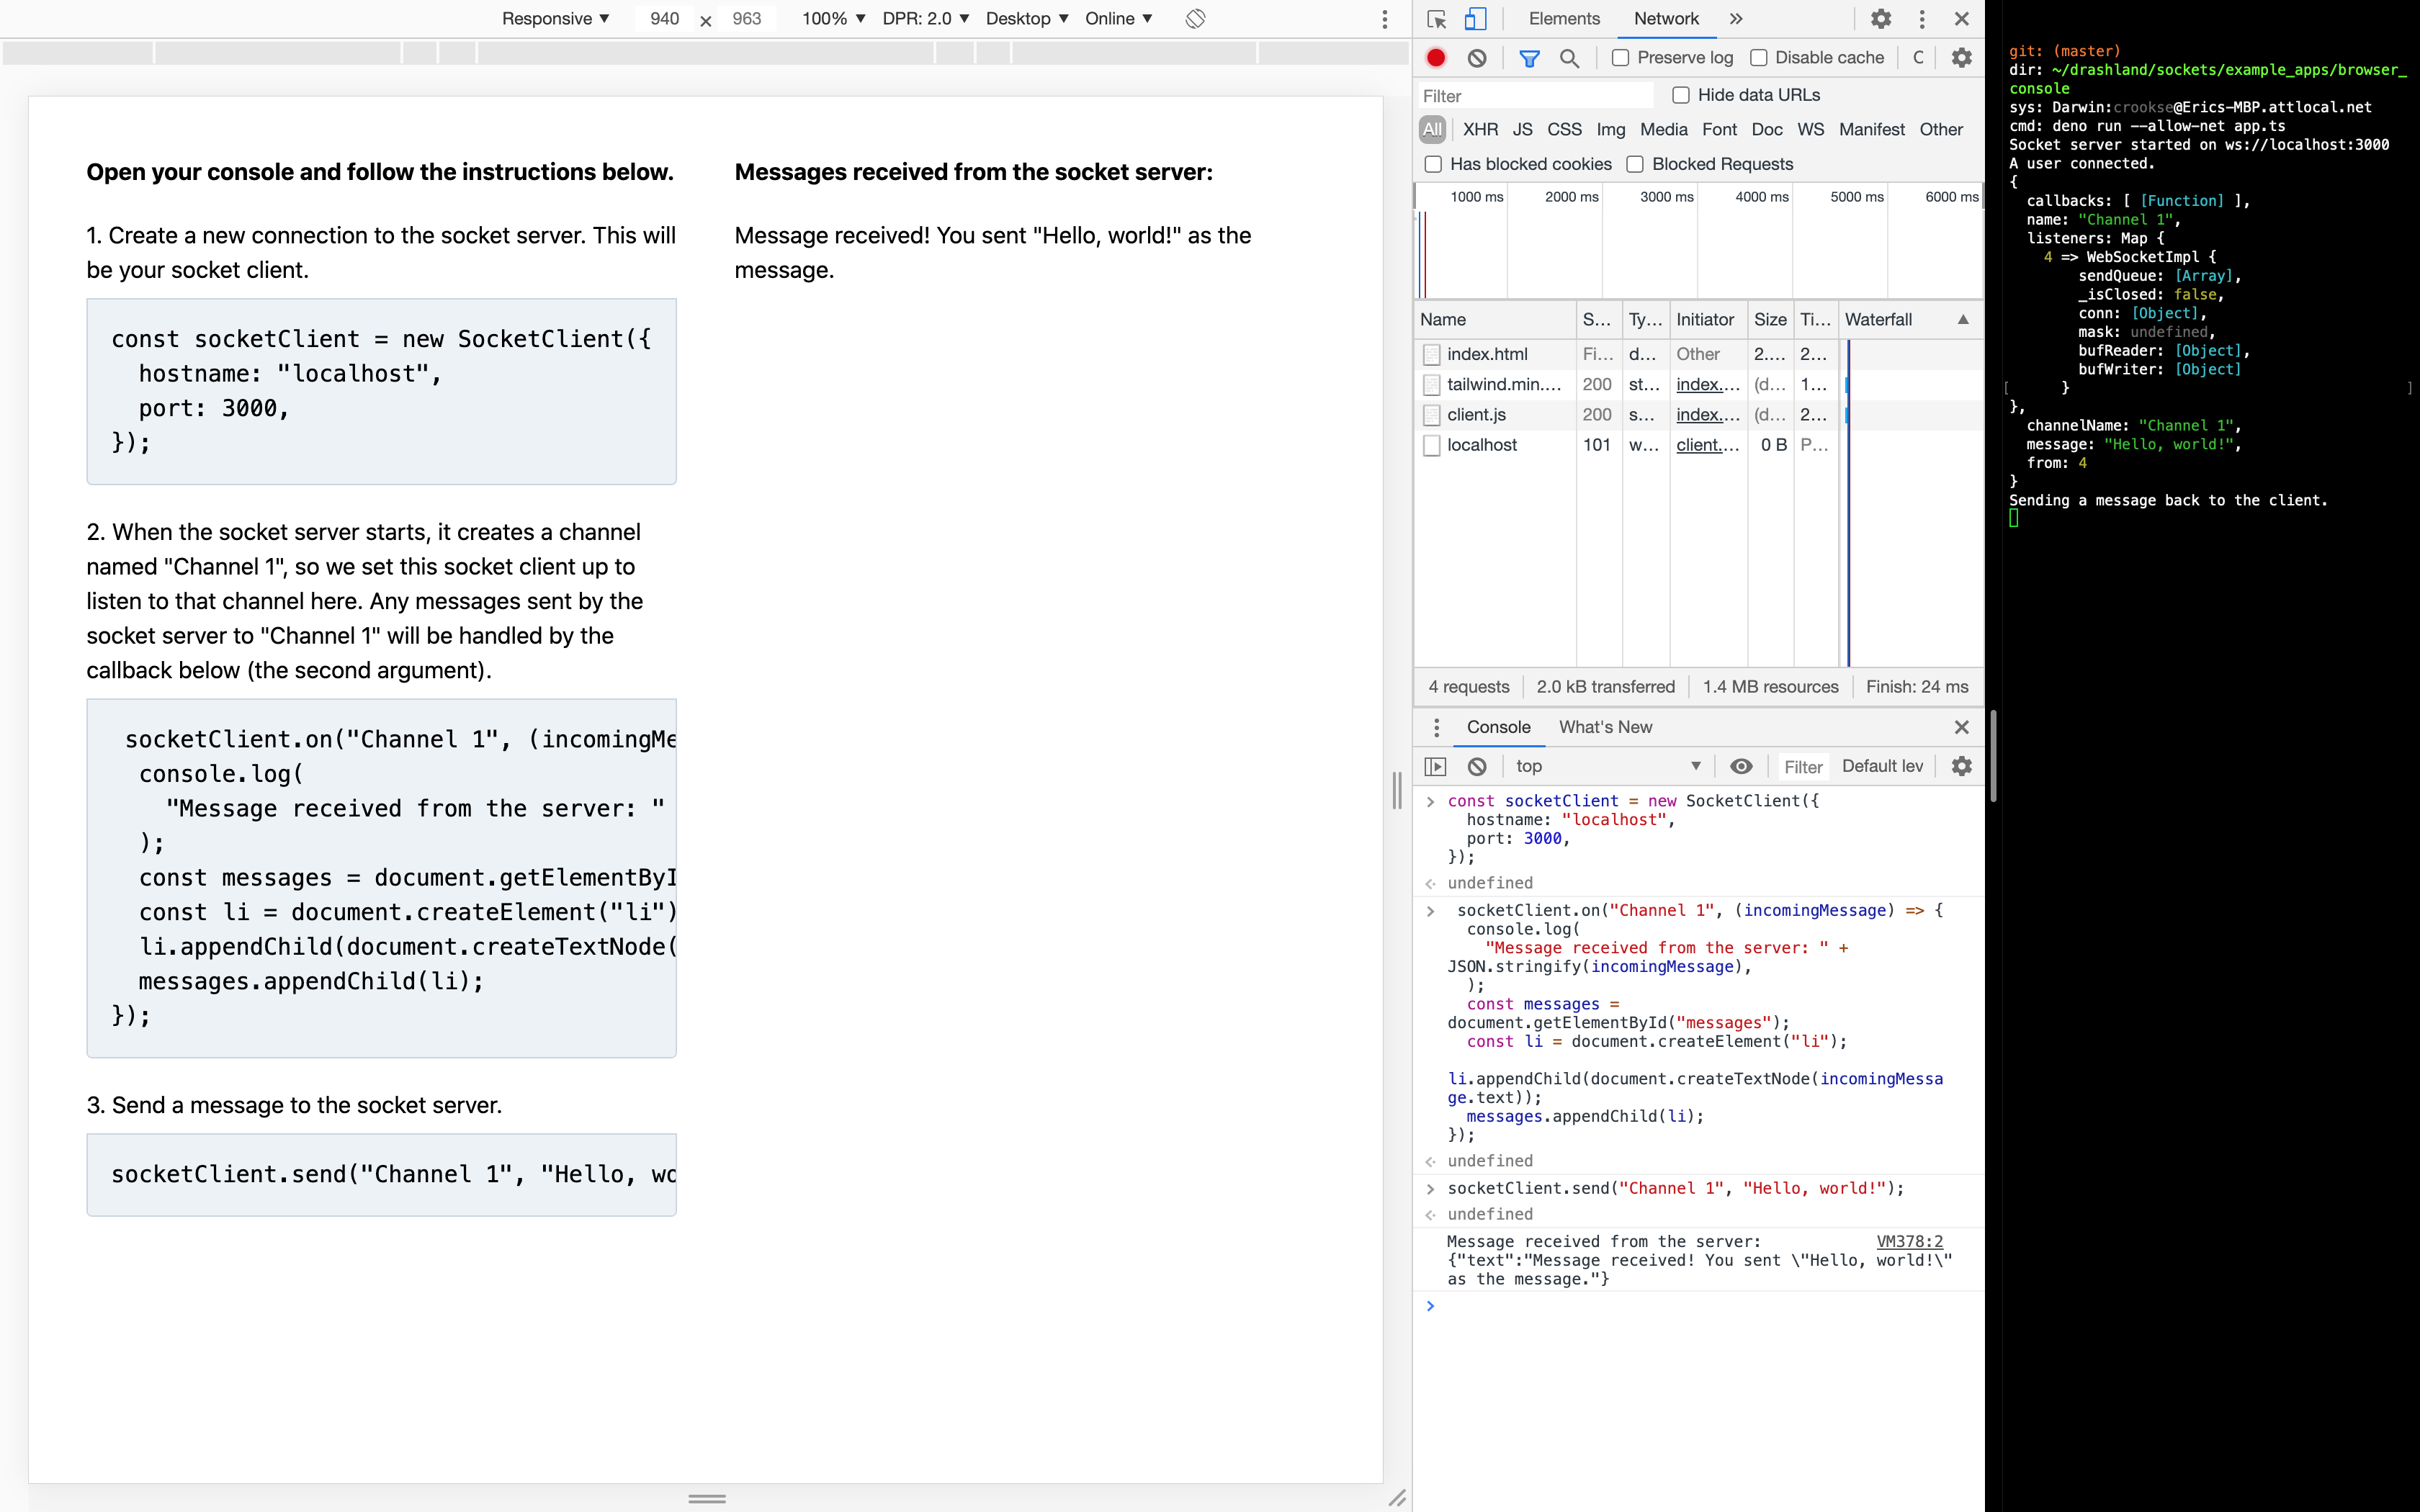 Responsive ▼ 940 × 963 100% ▼ DPR: 2.0 ▼ Desktop ▼ Online ▼
Open your console and follow the instructions below.
1. Create a new connection to the socket server. This will
be your socket client.
const socketClient = new SocketClient({
  hostname: "localhost",
  port: 3000,
});
2. When the socket server starts, it creates a channel
named "Channel 1", so we set this socket client up to
listen to that channel here. Any messages sent by the
socket server to "Channel 1" will be handled by the
callback below (the second argument).
 socketClient.on("Channel 1", (incomingMe
  console.log(
    "Message received from the server: "
  );
  const messages = document.getElementByI
  const li = document.createElement("li")
  li.appendChild(document.createTextNode(
  messages.appendChild(li);
});
3. Send a message to the socket server.
socketClient.send("Channel 1", "Hello, wo
Messages received from the socket server:
Message received! You sent "Hello, world!" as the
message.
Elements Network »
Preserve log Disable cache
Filter Hide data URLs
All XHR JS CSS Img Media Font Doc WS Manifest Other
Has blocked cookies Blocked Requests
1000 ms 2000 ms 3000 ms 4000 ms 5000 ms 6000 ms
Name S... Ty... Initiator Size Ti... Waterfall ▲
index.html Fi... d... Other 2.... 2...
tailwind.min.... 200 st... index.... (d... 1...
client.js 200 s... index.... (d... 2...
localhost 101 w... client.... 0 B P...
4 requests 2.0 kB transferred 1.4 MB resources Finish: 24 ms
Console What's New
top ▼ Filter Default lev
> const socketClient = new SocketClient({
  hostname: "localhost",
  port: 3000,
});
undefined
>  socketClient.on("Channel 1", (incomingMessage) => {
  console.log(
    "Message received from the server: " +
JSON.stringify(incomingMessage),
  );
  const messages =
document.getElementById("messages");
  const li = document.createElement("li");
li.appendChild(document.createTextNode(incomingMessa
ge.text));
  messages.appendChild(li);
});
undefined
> socketClient.send("Channel 1", "Hello, world!");
undefined
Message received from the server: VM378:2
{"text":"Message received! You sent \"Hello, world!\"
as the message."}
>
git: (master)
dir: ~/drashland/sockets/example_apps/browser_
console
sys: Darwin:crookse@Erics-MBP.attlocal.net
cmd: deno run --allow-net app.ts
Socket server started on ws://localhost:3000
A user connected.
{
  callbacks: [ [Function] ],
  name: "Channel 1",
  listeners: Map {
    4 => WebSocketImpl {
        sendQueue: [Array],
        _isClosed: false,
        conn: [Object],
        mask: undefined,
        bufReader: [Object],
        bufWriter: [Object]
[      } ]
},
  channelName: "Channel 1",
  message: "Hello, world!",
  from: 4
}
Sending a message back to the client.